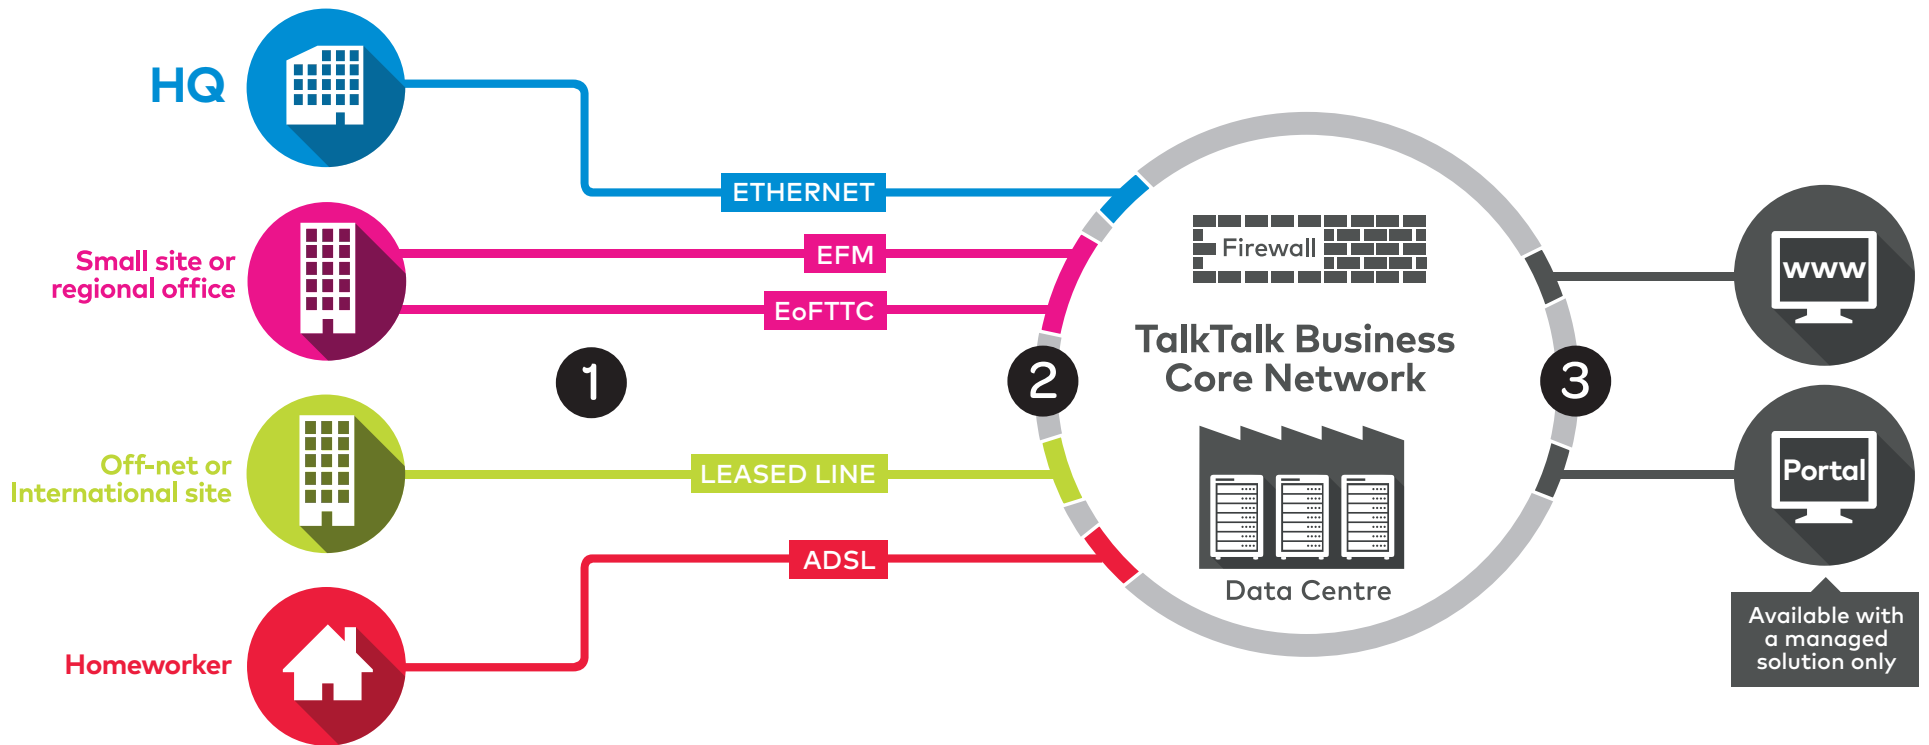 HQ
ETHERNET
Small site or
regional office
EFM
EoFTTC
1
Off-net or
International site
LEASED LINE
Homeworker
ADSL
2
Firewall
TalkTalk Business
Core Network
Data Centre
3
www
Portal
Available with
a managed
solution only